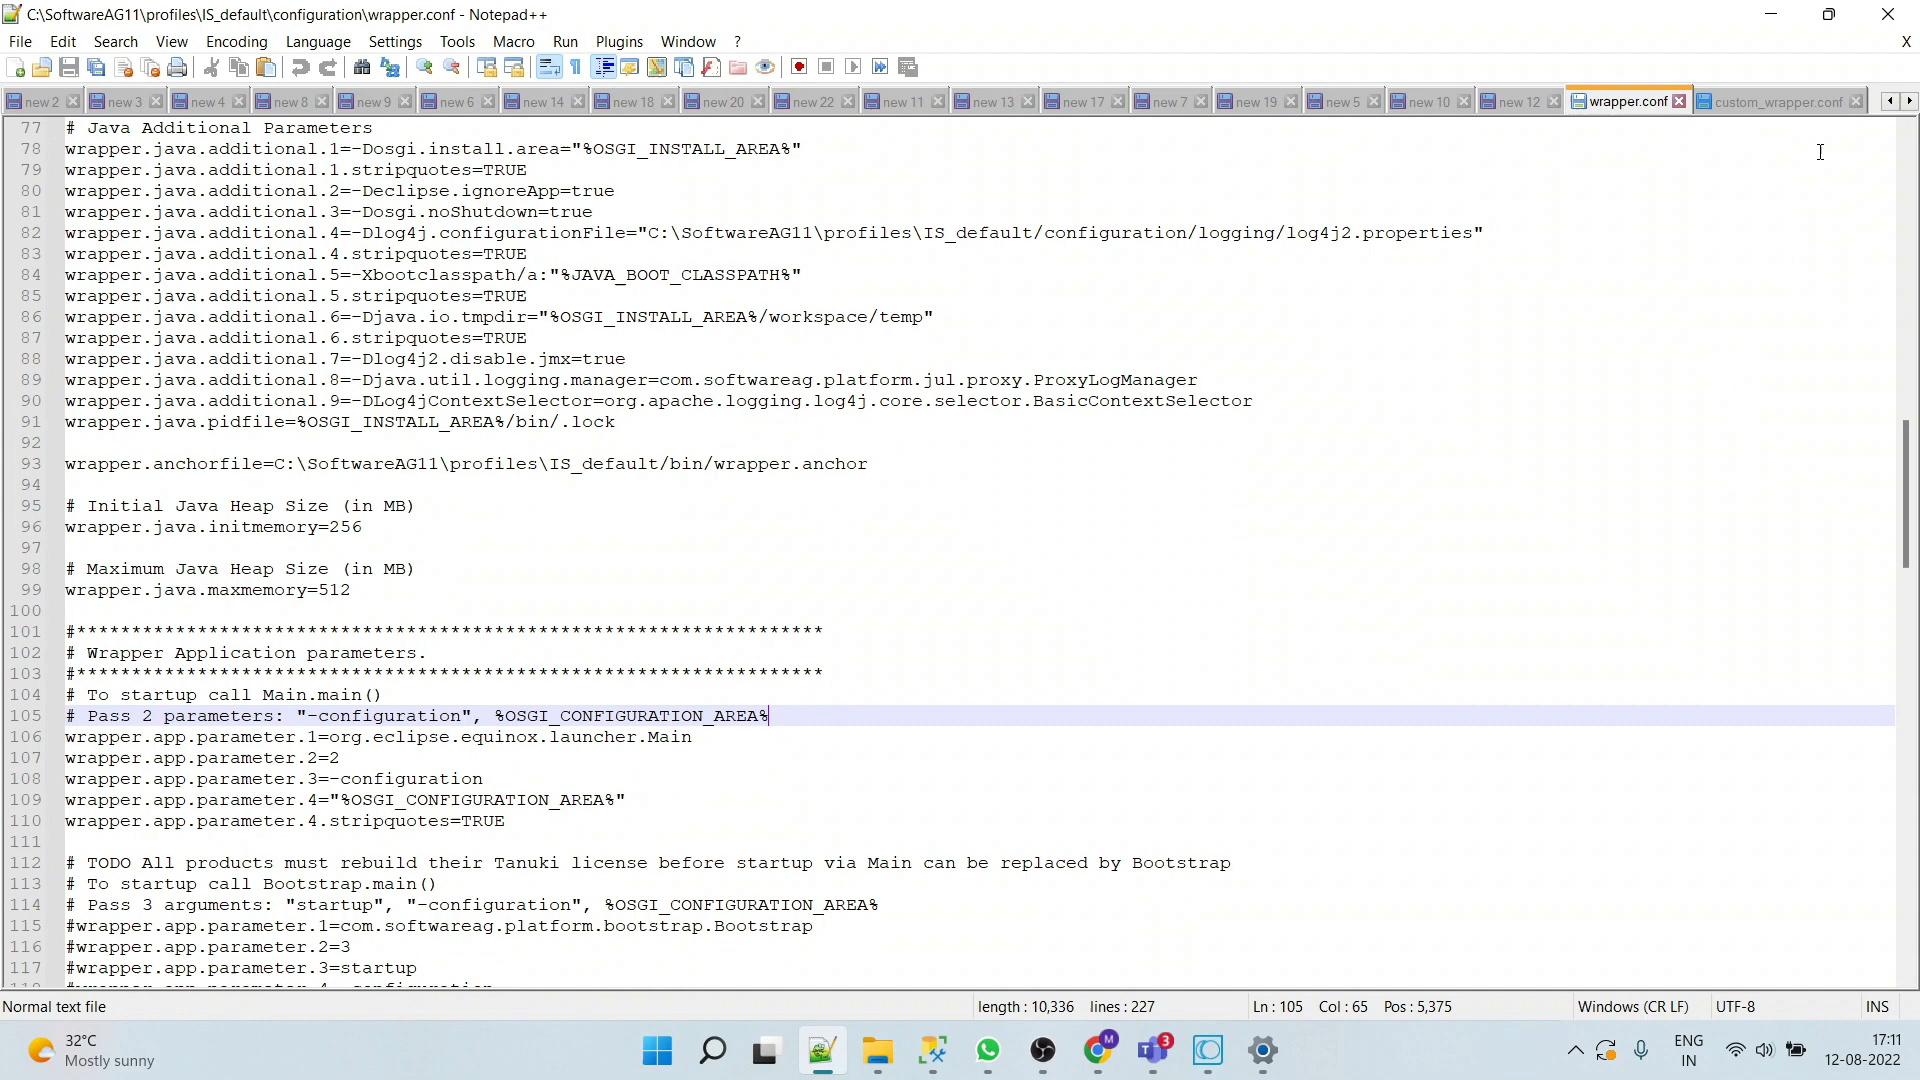 C:\SoftwareAG11\profiles\IS_default\configuration\wrapper.conf - Notepad++
File Edit Search View Encoding Language Settings Tools Macro Run Plugins Window ? X
new 2 new 3 new 4 new 8 new 9 new 6 new 14 new 18 new 20 new 22 new 11 new 13 new 17 new 7 new 19 new 5 new 10 new 12 wrapper.conf custom_wrapper.conf
77 # Java Additional Parameters
78 wrapper.java.additional.1=-Dosgi.install.area="%OSGI_INSTALL_AREA%"
79 wrapper.java.additional.1.stripquotes=TRUE
80 wrapper.java.additional.2=-Declipse.ignoreApp=true
81 wrapper.java.additional.3=-Dosgi.noShutdown=true
82 wrapper.java.additional.4=-Dlog4j.configurationFile="C:\SoftwareAG11\profiles\IS_default/configuration/logging/log4j2.properties"
83 wrapper.java.additional.4.stripquotes=TRUE
84 wrapper.java.additional.5=-Xbootclasspath/a:"%JAVA_BOOT_CLASSPATH%"
85 wrapper.java.additional.5.stripquotes=TRUE
86 wrapper.java.additional.6=-Djava.io.tmpdir="%OSGI_INSTALL_AREA%/workspace/temp"
87 wrapper.java.additional.6.stripquotes=TRUE
88 wrapper.java.additional.7=-Dlog4j2.disable.jmx=true
89 wrapper.java.additional.8=-Djava.util.logging.manager=com.softwareag.platform.jul.proxy.ProxyLogManager
90 wrapper.java.additional.9=-DLog4jContextSelector=org.apache.logging.log4j.core.selector.BasicContextSelector
91 wrapper.java.pidfile=%OSGI_INSTALL_AREA%/bin/.lock
92
93 wrapper.anchorfile=C:\SoftwareAG11\profiles\IS_default/bin/wrapper.anchor
94
95 # Initial Java Heap Size (in MB)
96 wrapper.java.initmemory=256
97
98 # Maximum Java Heap Size (in MB)
99 wrapper.java.maxmemory=512
100
101 #********************************************************************
102 # Wrapper Application parameters.
103 #********************************************************************
104 # To startup call Main.main()
105 # Pass 2 parameters: "-configuration", %OSGI_CONFIGURATION_AREA%
106 wrapper.app.parameter.1=org.eclipse.equinox.launcher.Main
107 wrapper.app.parameter.2=2
108 wrapper.app.parameter.3=-configuration
109 wrapper.app.parameter.4="%OSGI_CONFIGURATION_AREA%"
110 wrapper.app.parameter.4.stripquotes=TRUE
111
112 # TODO All products must rebuild their Tanuki license before startup via Main can be replaced by Bootstrap
113 # To startup call Bootstrap.main()
114 # Pass 3 arguments: "startup", "-configuration", %OSGI_CONFIGURATION_AREA%
115 #wrapper.app.parameter.1=com.softwareag.platform.bootstrap.Bootstrap
116 #wrapper.app.parameter.2=3
117 #wrapper.app.parameter.3=startup
Normal text file length : 10,336 lines : 227 Ln : 105 Col : 65 Pos : 5,375 Windows (CR LF) UTF-8 INS
32°C
Mostly sunny
M
3
ENG
IN
17:11
12-08-2022